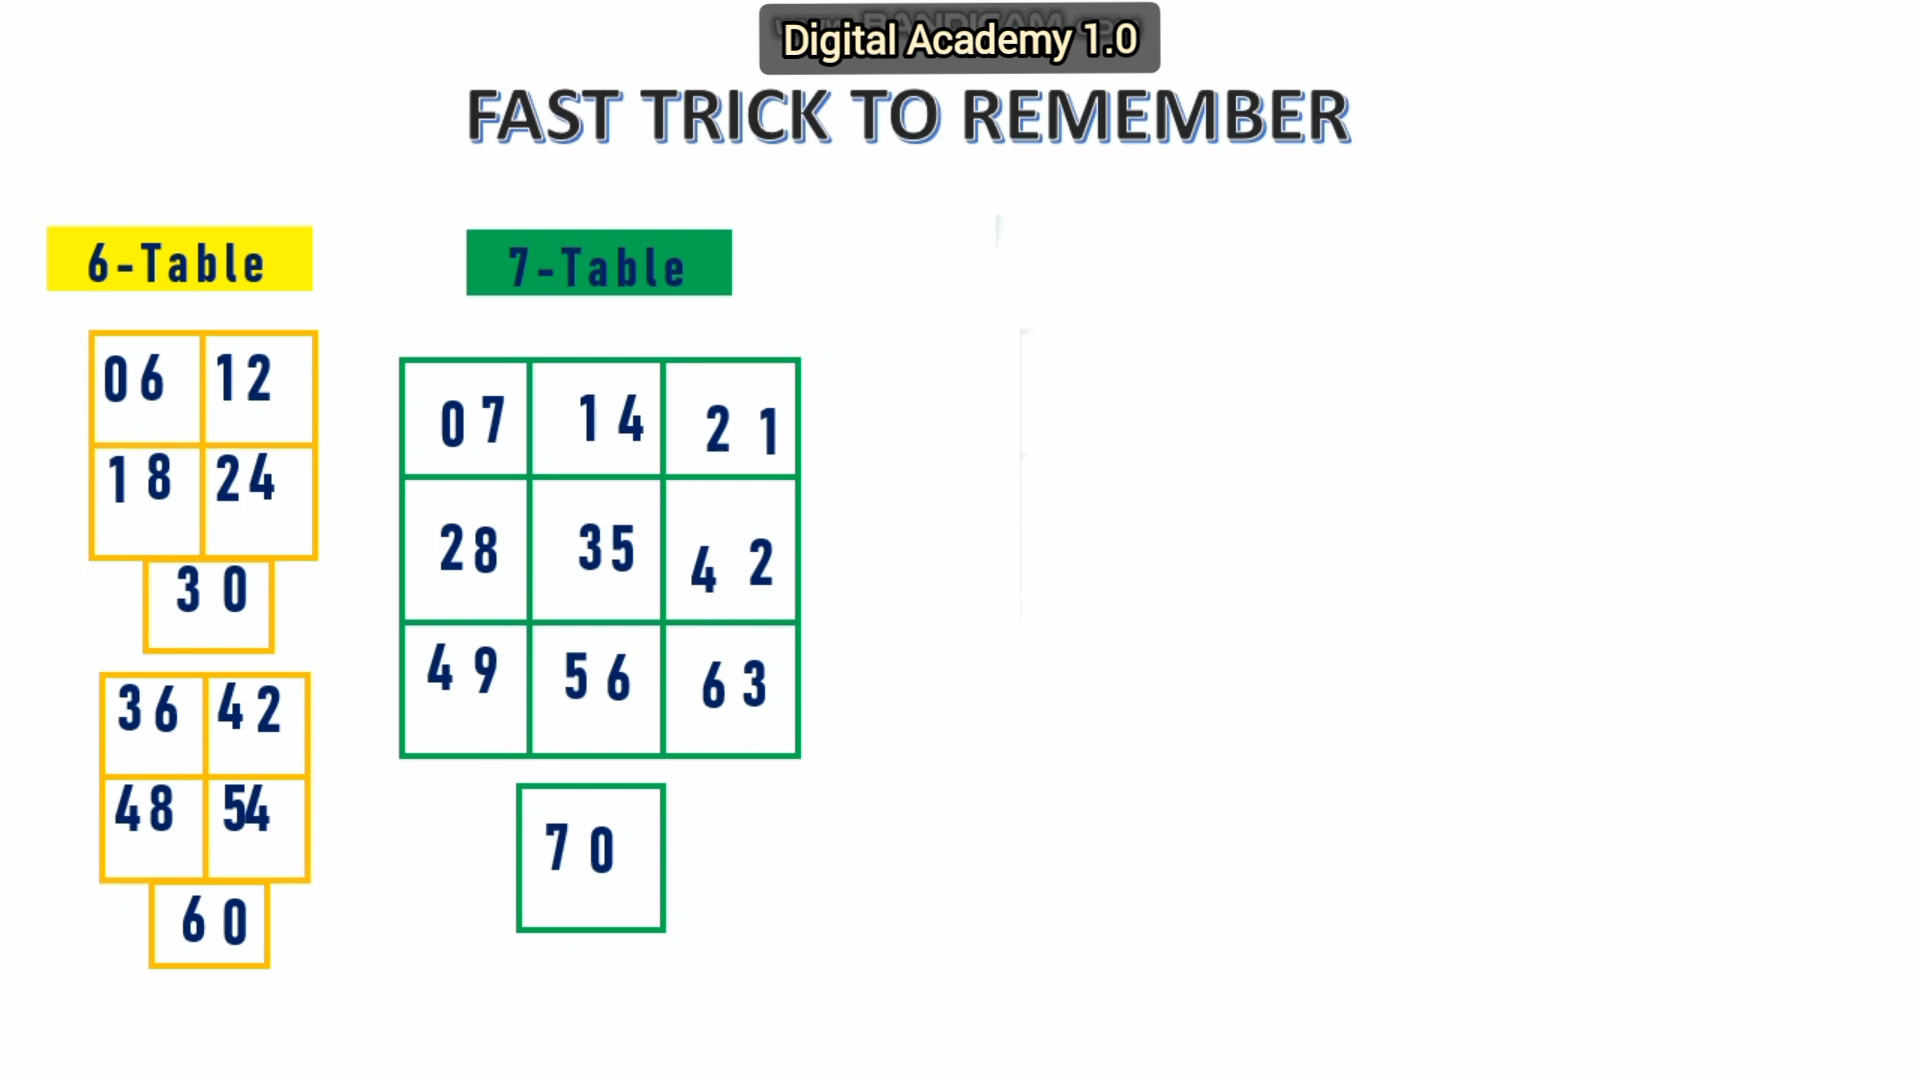 Digital Academy 1.0
FAST TRICK TO REMEMBER
6-Table
06 12
18 24
30
36 42
48 54
60
7-Table
07 14 21
28 35 42
49 56 63
70